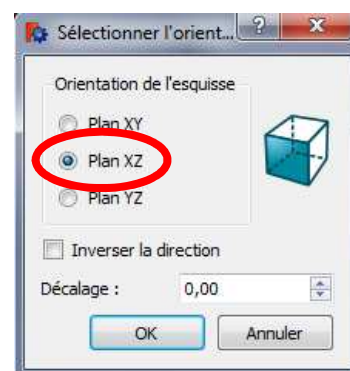 Sélectionner l'orient...
Orientation de l'esquisse
Plan XY
Plan XZ
Plan YZ
Inverser la direction
Décalage : 0,00
OK Annuler